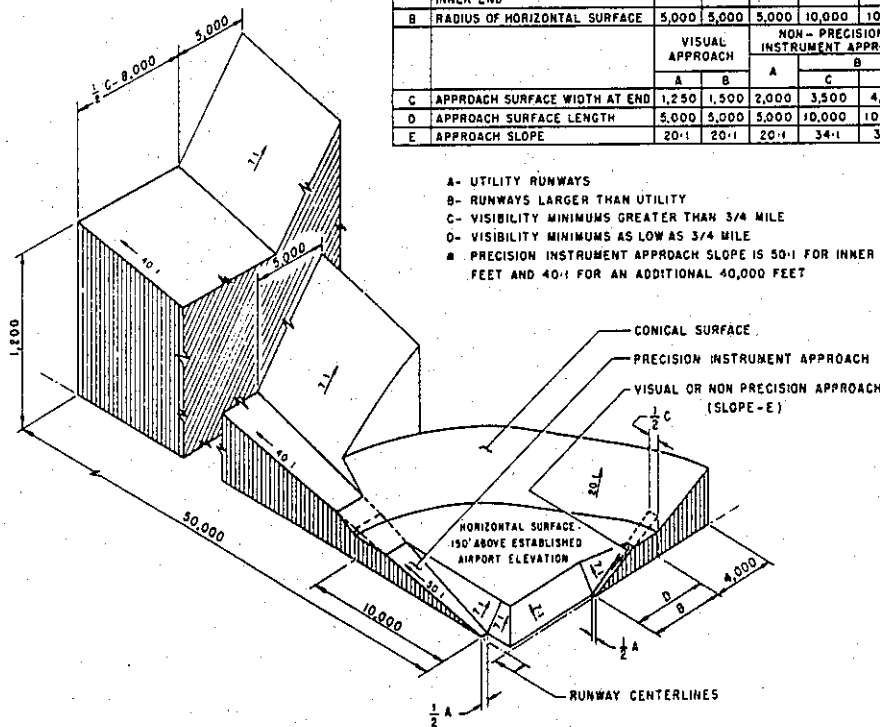 INNER END
B RADIUS OF HORIZONTAL SURFACE 5,000 5,000 5,000 10,000 10
VISUAL APPROACH NON-PRECISION INSTRUMENT APPR
A B A B
C
C APPROACH SURFACE WIDTH AT END 1,250 1,500 2,000 3,500 4,
D APPROACH SURFACE LENGTH 5,000 5,000 5,000 10,000 10
E APPROACH SLOPE 20:1 20:1 20:1 34:1 3
A- UTILITY RUNWAYS
B- RUNWAYS LARGER THAN UTILITY
C- VISIBILITY MINIMUMS GREATER THAN 3/4 MILE
D- VISIBILITY MINIMUMS AS LOW AS 3/4 MILE
PRECISION INSTRUMENT APPROACH SLOPE IS 50:1 FOR INNER
FEET AND 40:1 FOR AN ADDITIONAL 40,000 FEET
5,000
½ C-8,000
7:1
40:1
5,000
1,200
7:1
CONICAL SURFACE
PRECISION INSTRUMENT APPROACH
VISUAL OR NON PRECISION APPROACH
(SLOPE-E)
½ C
40:1
20:1
50,000
HORIZONTAL SURFACE
150' ABOVE ESTABLISHED
AIRPORT ELEVATION
50:1
7:1
7:1
7:1
7:1
4,000
D
B
10,000
½ A
RUNWAY CENTERLINES
½ A